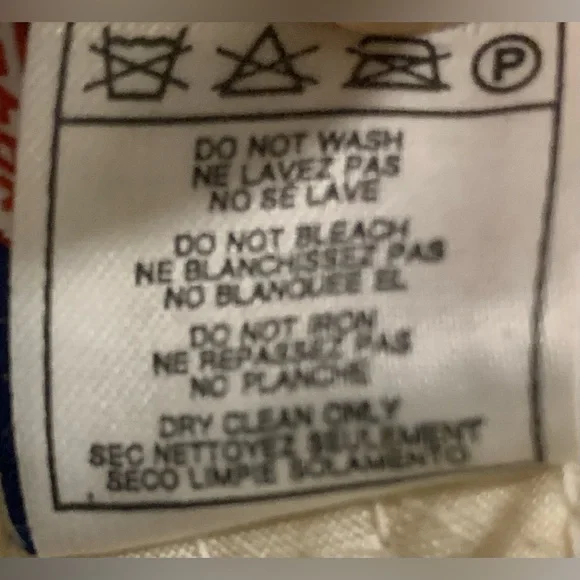 P
DO NOT WASH
NE LAVEZ PAS
NO SE LAVE
DO NOT BLEACH
NE BLANCHISSEZ PAS
NO BLANQUEE EL
DO NOT IRON
NE REPASSEZ PAS
NO PLANCHE
DRY CLEAN ONLY
SEC NETTOYEZ SEULEMENT
SECO LIMPIE SOLAMENTO